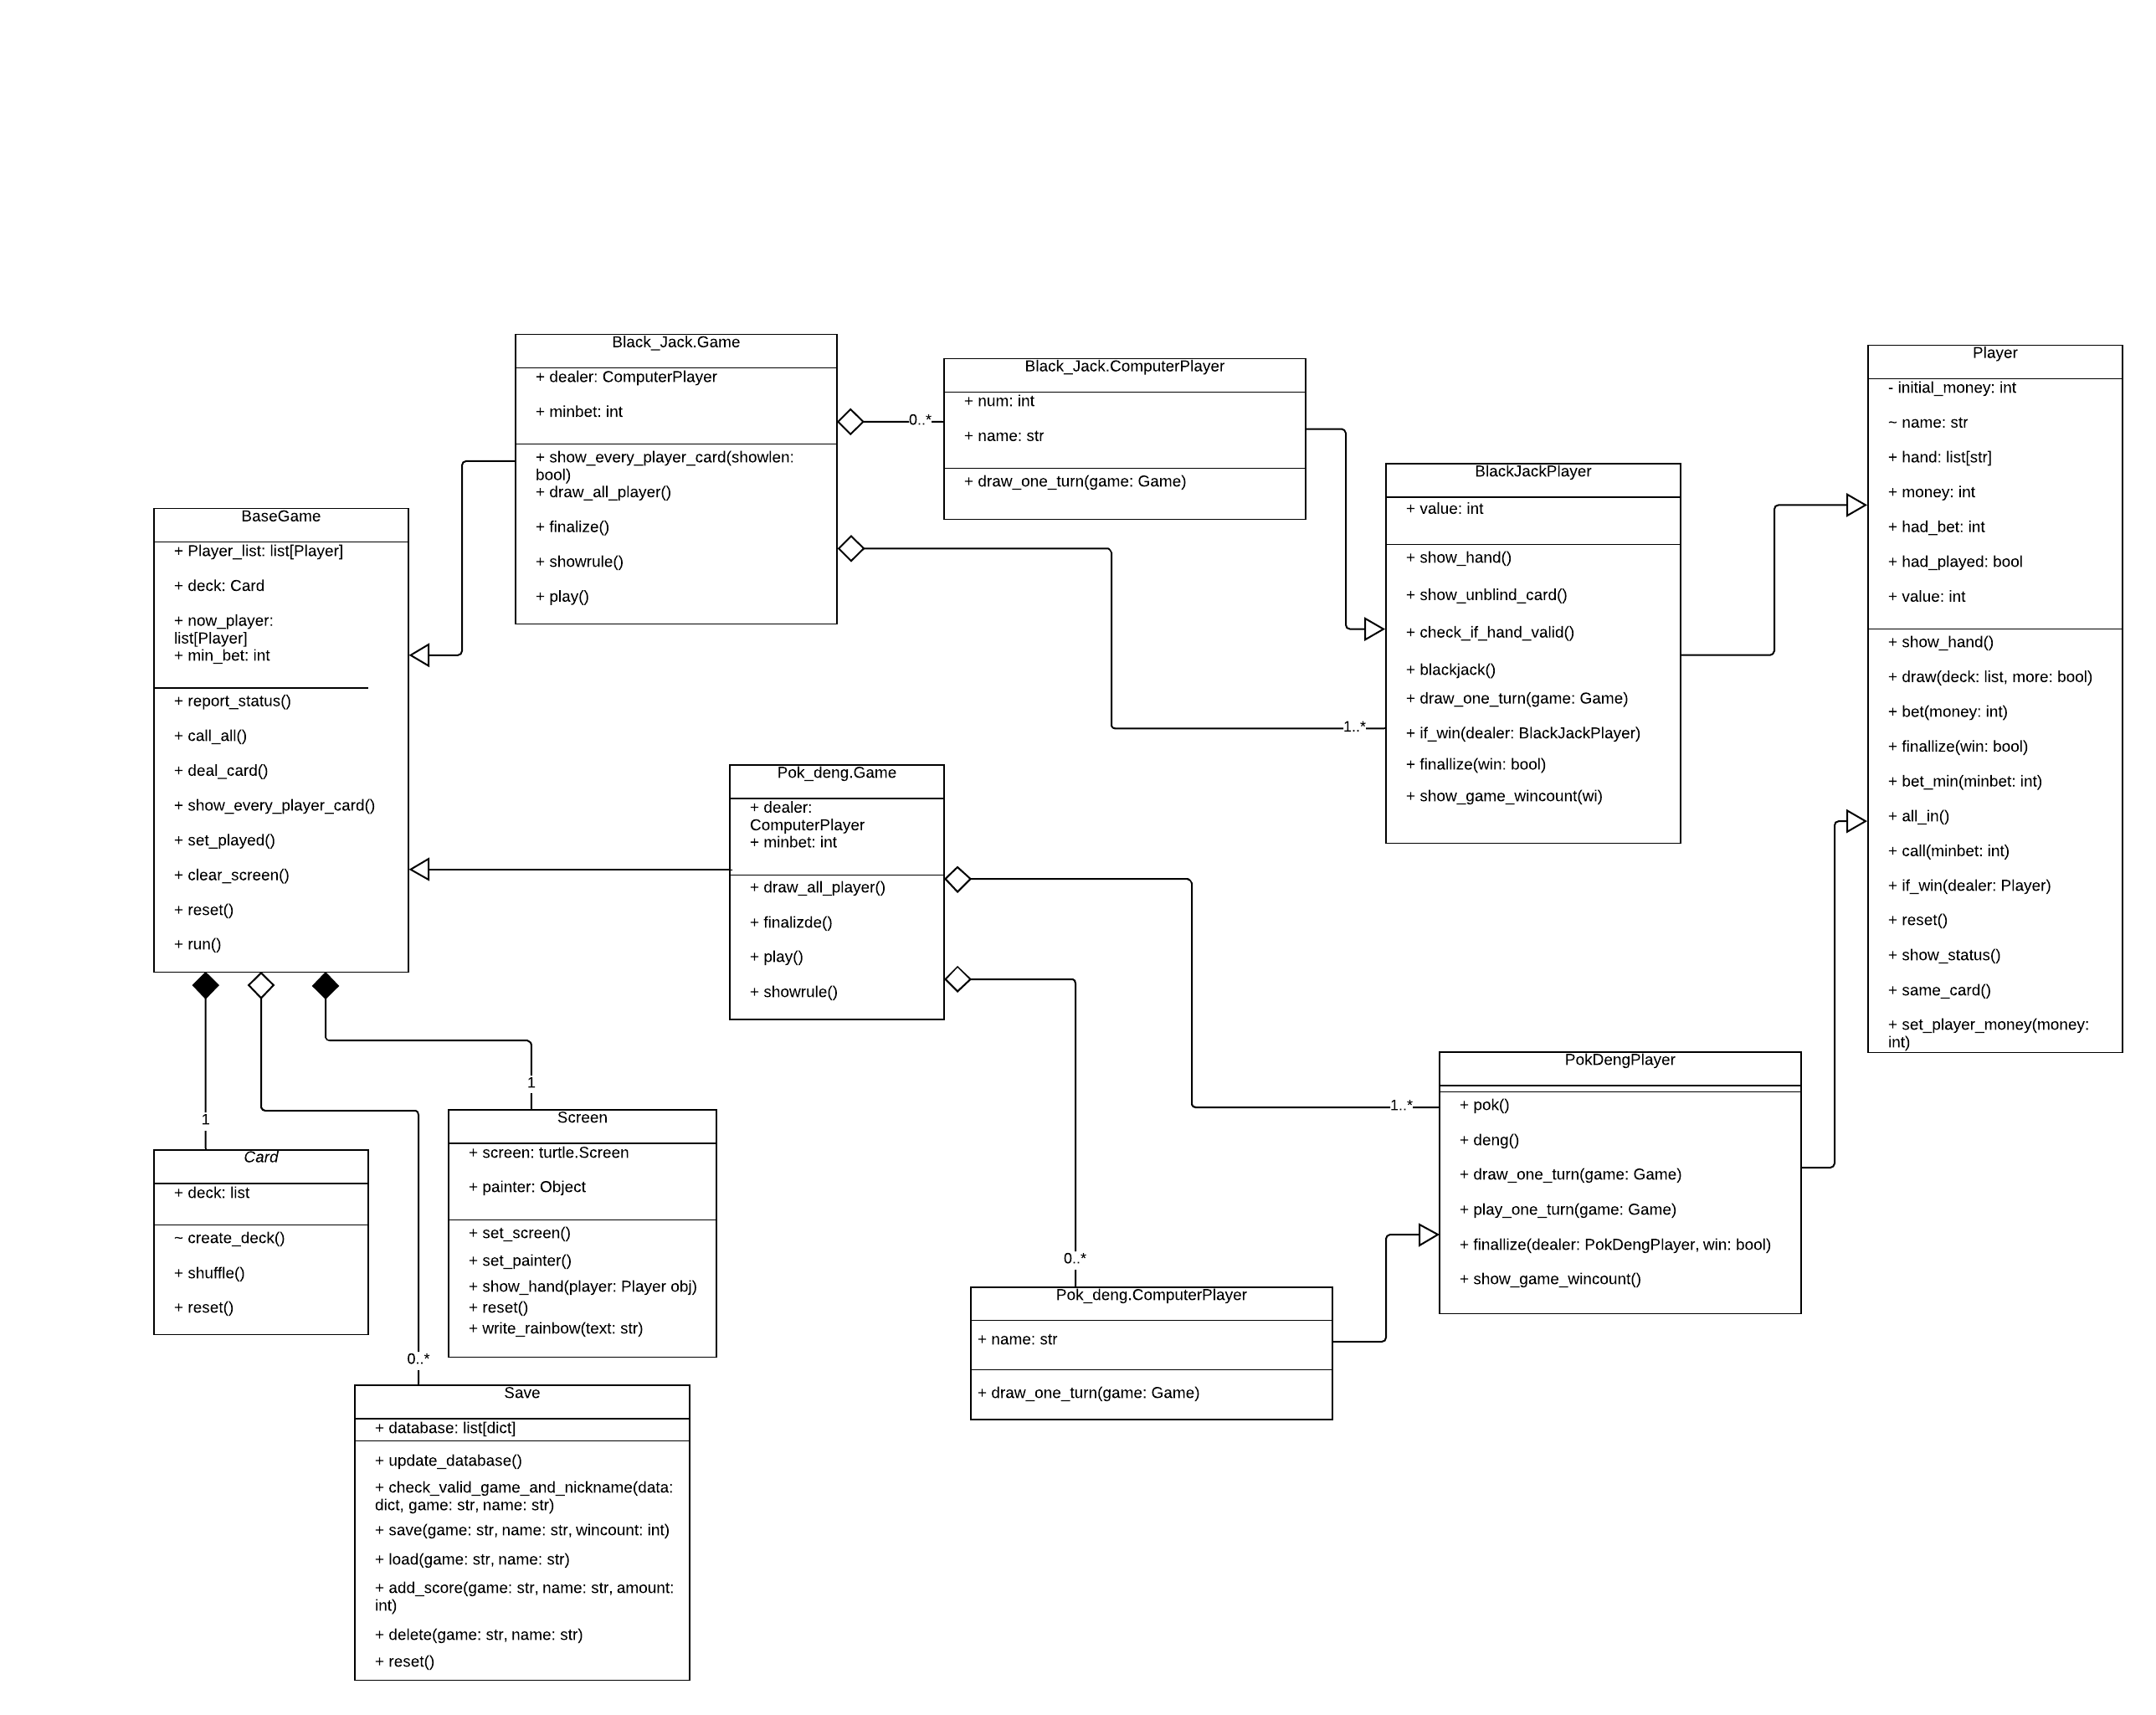 Black_Jack.Game
+ dealer: ComputerPlayer
+ minbet: int
+ show_every_player_card(showlen:
bool)
+ draw_all_player()
+ finalize()
+ showrule()
+ play()
0..*
Black_Jack.ComputerPlayer
+ num: int
+ name: str
+ draw_one_turn(game: Game)
BlackJackPlayer
+ value: int
+ show_hand()
+ show_unblind_card()
+ check_if_hand_valid()
+ blackjack()
+ draw_one_turn(game: Game)
+ if_win(dealer: BlackJackPlayer)
+ finallize(win: bool)
+ show_game_wincount(wi)
1..*
Player
- initial_money: int
~ name: str
+ hand: list[str]
+ money: int
+ had_bet: int
+ had_played: bool
+ value: int
+ show_hand()
+ draw(deck: list, more: bool)
+ bet(money: int)
+ finallize(win: bool)
+ bet_min(minbet: int)
+ all_in()
+ call(minbet: int)
+ if_win(dealer: Player)
+ reset()
+ show_status()
+ same_card()
+ set_player_money(money:
int)
BaseGame
+ Player_list: list[Player]
+ deck: Card
+ now_player:
list[Player]
+ min_bet: int
+ report_status()
+ call_all()
+ deal_card()
+ show_every_player_card()
+ set_played()
+ clear_screen()
+ reset()
+ run()
Pok_deng.Game
+ dealer:
ComputerPlayer
+ minbet: int
+ draw_all_player()
+ finalizde()
+ play()
+ showrule()
1..*
0..*
PokDengPlayer
+ pok()
+ deng()
+ draw_one_turn(game: Game)
+ play_one_turn(game: Game)
+ finallize(dealer: PokDengPlayer, win: bool)
+ show_game_wincount()
Pok_deng.ComputerPlayer
+ name: str
+ draw_one_turn(game: Game)
1
Card
+ deck: list
~ create_deck()
+ shuffle()
+ reset()
1
Screen
+ screen: turtle.Screen
+ painter: Object
+ set_screen()
+ set_painter()
+ show_hand(player: Player obj)
+ reset()
+ write_rainbow(text: str)
0..*
Save
+ database: list[dict]
+ update_database()
+ check_valid_game_and_nickname(data:
dict, game: str, name: str)
+ save(game: str, name: str, wincount: int)
+ load(game: str, name: str)
+ add_score(game: str, name: str, amount:
int)
+ delete(game: str, name: str)
+ reset()